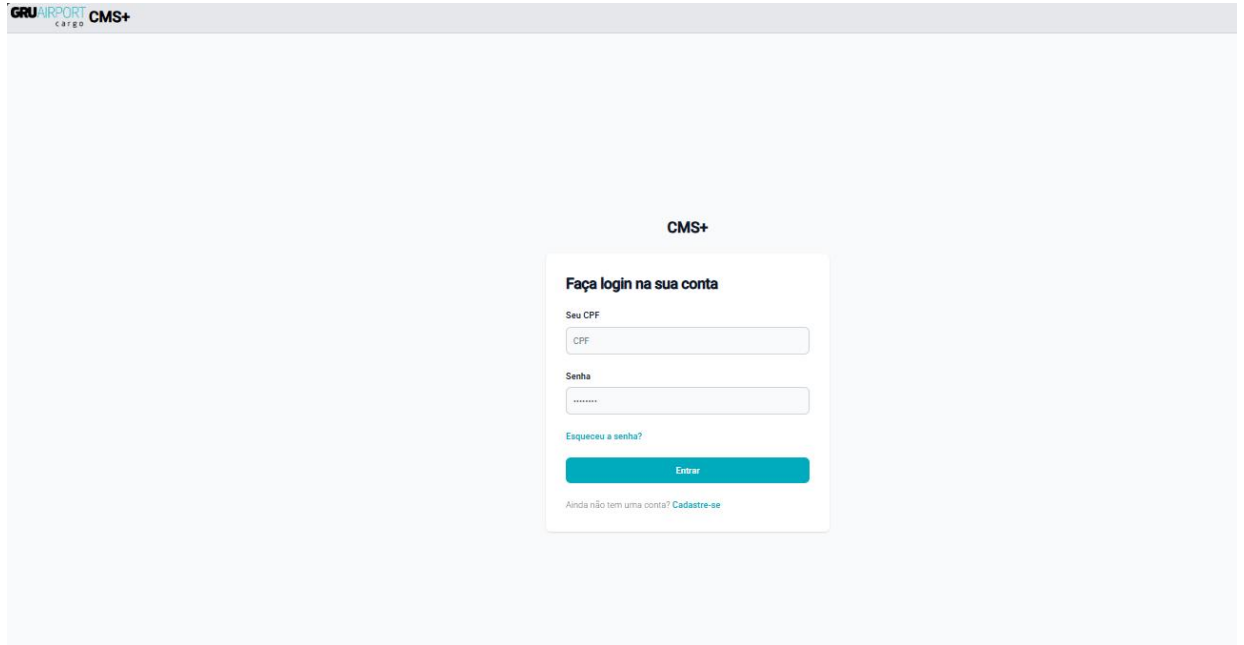 GRUAIRPORT CMS+
cargo
CMS+
Faça login na sua conta
Seu CPF
CPF
Senha
••••••••
Esqueceu a senha?
Entrar
Ainda não tem uma conta? Cadastre-se